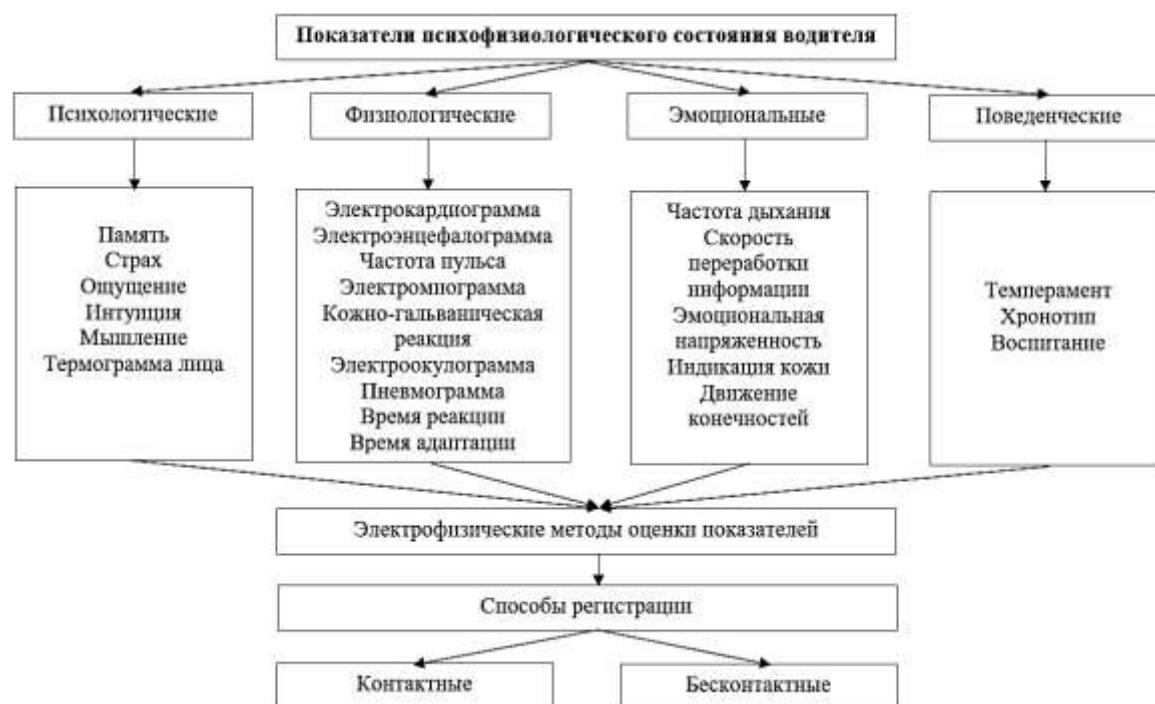 Показатели психофизиологического состояния водителя
Психологические
Физиологические
Эмоциональные
Поведенческие
Память
Страх
Ощущение
Интуиция
Мышление
Термограмма лица
Электрокардиограмма
Электроэнцефалограмма
Частота пульса
Электромиограмма
Кожно-гальваническая
реакция
Электроокулограмма
Пневмограмма
Время реакции
Время адаптации
Частота дыхания
Скорость
переработки
информации
Эмоциональная
напряженность
Индикация кожи
Движение
конечностей
Темперамент
Хронотип
Воспитание
Электрофизические методы оценки показателей
Способы регистрации
Контактные
Бесконтактные